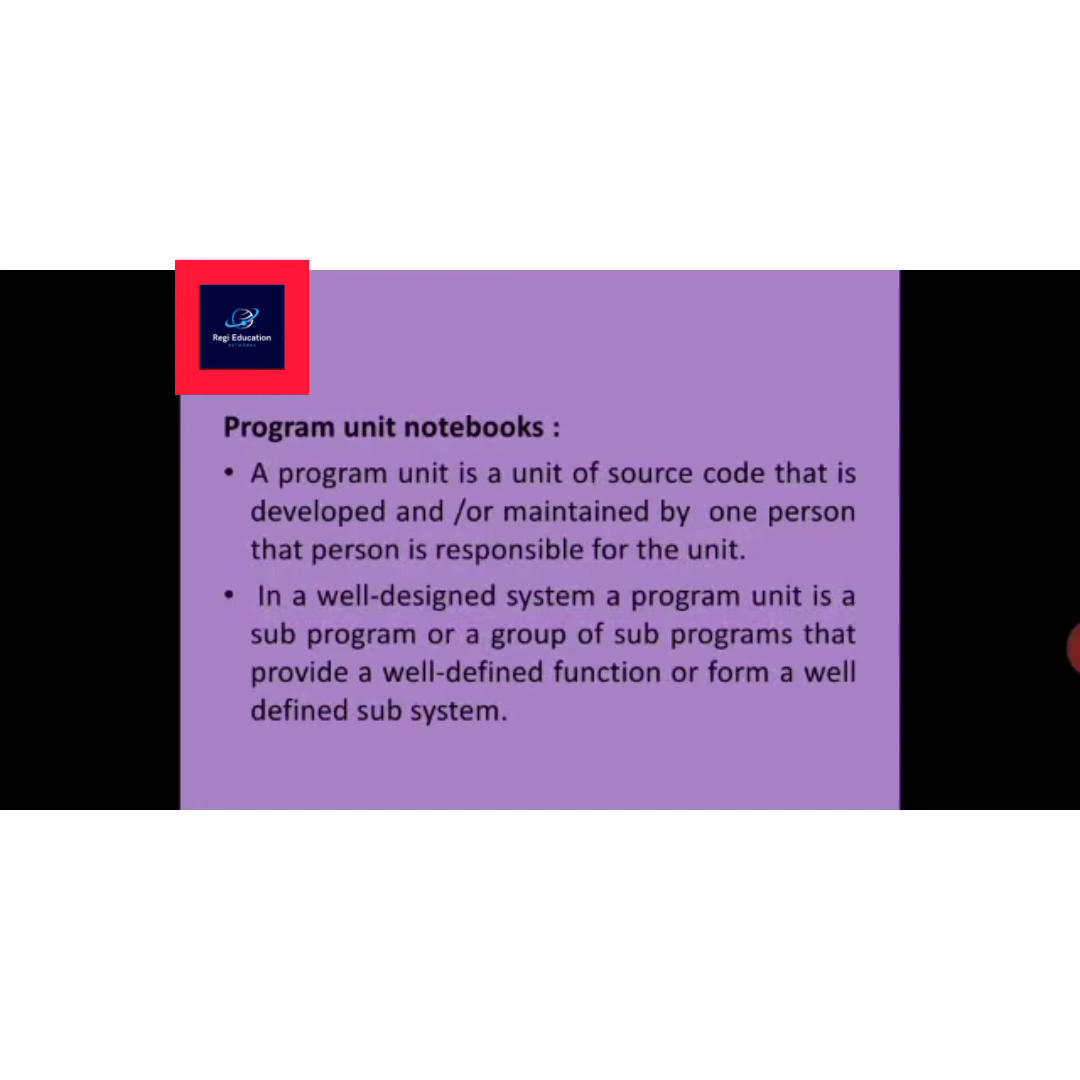 Regi Education
NETWORKS
Program unit notebooks :
• A program unit is a unit of source code that is
developed and /or maintained by one person
that person is responsible for the unit.
• In a well-designed system a program unit is a
sub program or a group of sub programs that
provide a well-defined function or form a well
defined sub system.